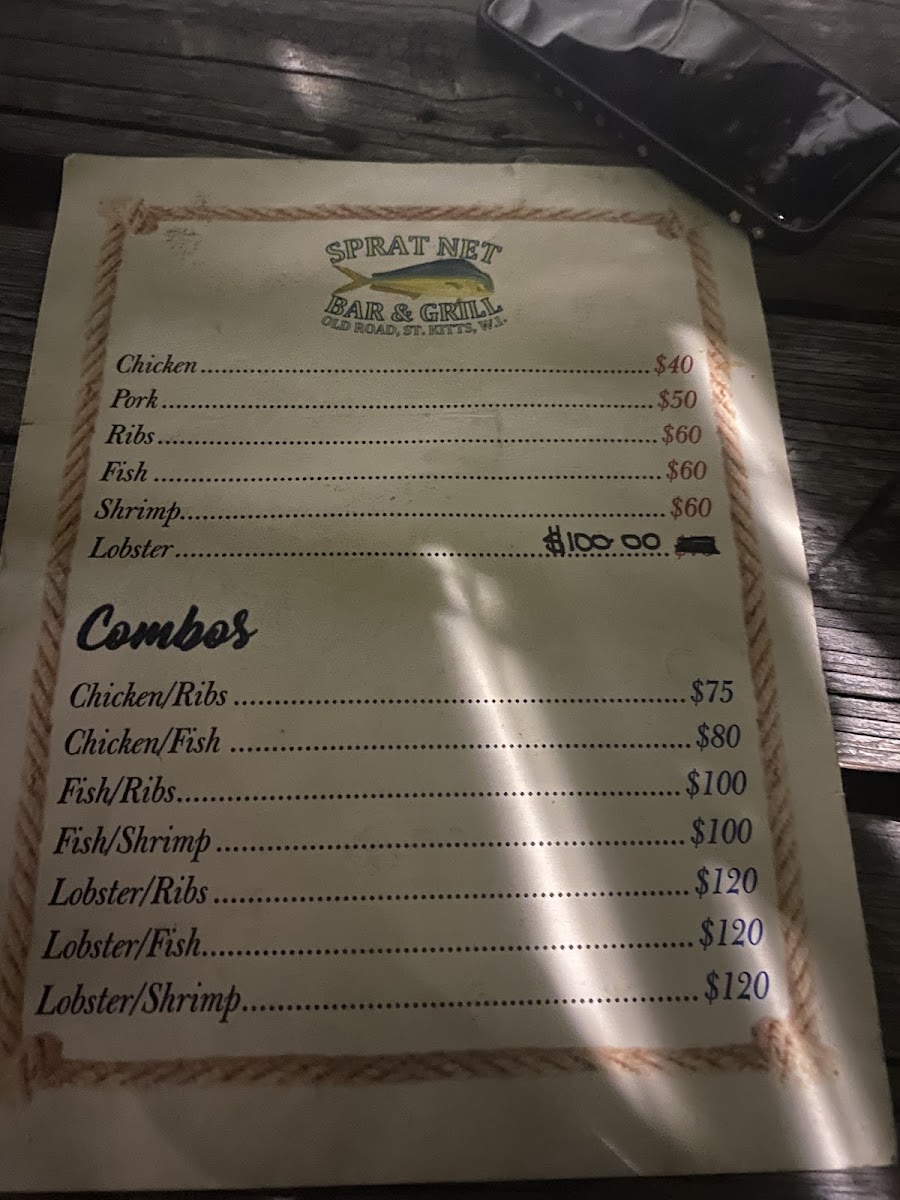 SPRAT NET
BAR & GRILL
OLD ROAD, ST. KITTS, W.I.
Chicken..............................$40
Pork..............................$50
Ribs..............................$60
Fish..............................$60
Shrimp..............................$60
Lobster..............................$100.00
Combos
Chicken/Ribs..............................$75
Chicken/Fish..............................$80
Fish/Ribs..............................$100
Fish/Shrimp..............................$100
Lobster/Ribs..............................$120
Lobster/Fish..............................$120
Lobster/Shrimp..............................$120